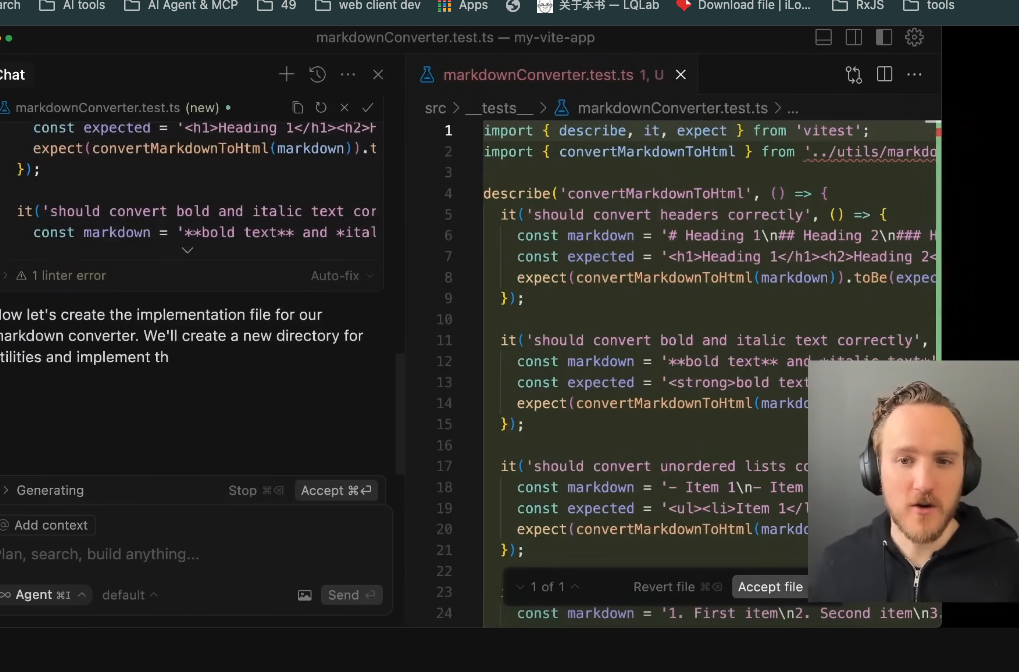 arch AI tools AI Agent & MCP 49 web client dev Apps 关于本书 — LQLab Download file | iLo... RxJS tools
markdownConverter.test.ts — my-vite-app
Chat
markdownConverter.test.ts (new)
const expected = '<h1>Heading 1</h1><h2>H
expect(convertMarkdownToHtml(markdown)).t
});
it('should convert bold and italic text cor
const markdown = '**bold text** and *ital
1 linter error Auto-fix
Now let's create the implementation file for our
markdown converter. We'll create a new directory for
utilities and implement th
Generating Stop ⌘⌫ Accept ⌘⏎
@ Add context
Plan, search, build anything...
∞ Agent ⌘I default Send ⏎
markdownConverter.test.ts 1, U
src > __tests__ > markdownConverter.test.ts > ...
1 import { describe, it, expect } from 'vitest';
2 import { convertMarkdownToHtml } from '../utils/markdo
3
4 describe('convertMarkdownToHtml', () => {
5 it('should convert headers correctly', () => {
6 const markdown = '# Heading 1\n## Heading 2\n### H
7 const expected = '<h1>Heading 1</h1><h2>Heading 2<
8 expect(convertMarkdownToHtml(markdown)).toBe(expec
9 });
10
11 it('should convert bold and italic text correctly',
12 const markdown = '**bold text** and *italic text*'
13 const expected = '<strong>bold text
14 expect(convertMarkdownToHtml(markdo
15 });
16
17 it('should convert unordered lists co
18 const markdown = '- Item 1\n- Item
19 const expected = '<ul><li>Item 1</l
20 expect(convertMarkdownToHtml(markdo
21 });
22
23
24 const markdown = '1. First item\n2. Second item\n3.
1 of 1 Revert file ⌘⌫ Accept file